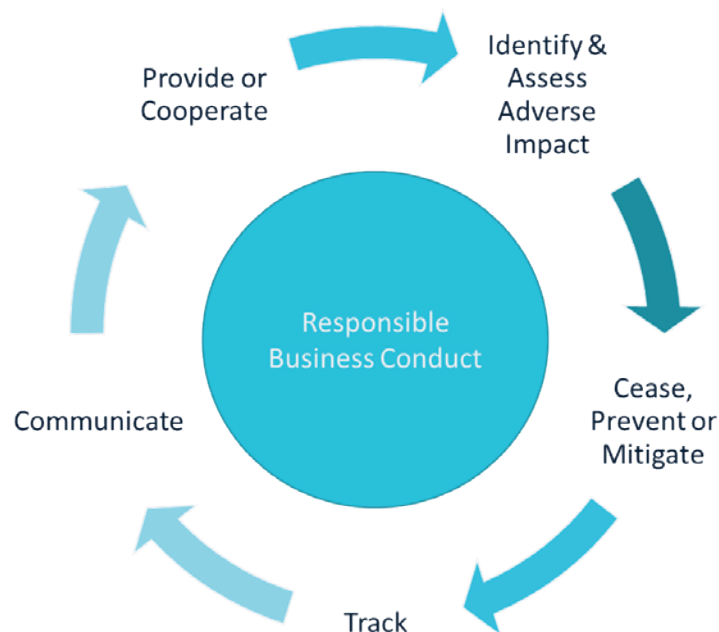 Identify &
Assess
Adverse
Impact
Cease,
Prevent or
Mitigate
Track
Communicate
Provide or
Cooperate
Responsible
Business Conduct